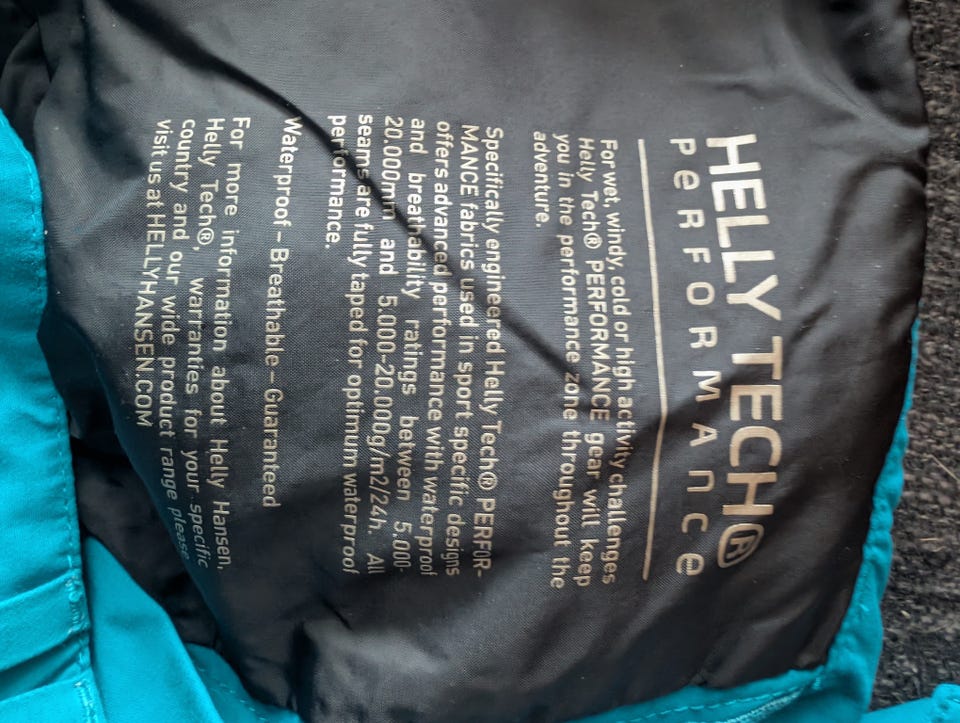 HELLY TECH®
PeRFORMAnce
For wet, windy, cold or high activity challenges
Helly Tech® PERFORMANCE gear will keep
you in the performance zone throughout the
adventure.
Specifically engineered Helly Tech® PERFOR-
MANCE fabrics used in sport specific designs
offers advanced performance with waterproof
and breathability ratings between 5,000-
20.000mm and 5.000-20.000g/m2/24h. All
seams are fully taped for optimum waterproof
performance.
Waterproof – Breathable – Guaranteed
For more information about Helly Hansen,
Helly Tech®, warranties for your specific
country and our wide product range please
visit us at HELLYHANSEN.COM